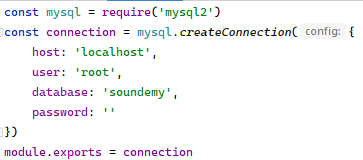 const mysql = require('mysql2')
const connection = mysql.createConnection( config: {
    host: 'localhost',
    user: 'root',
    database: 'soundemy',
    password: ''
})
module.exports = connection